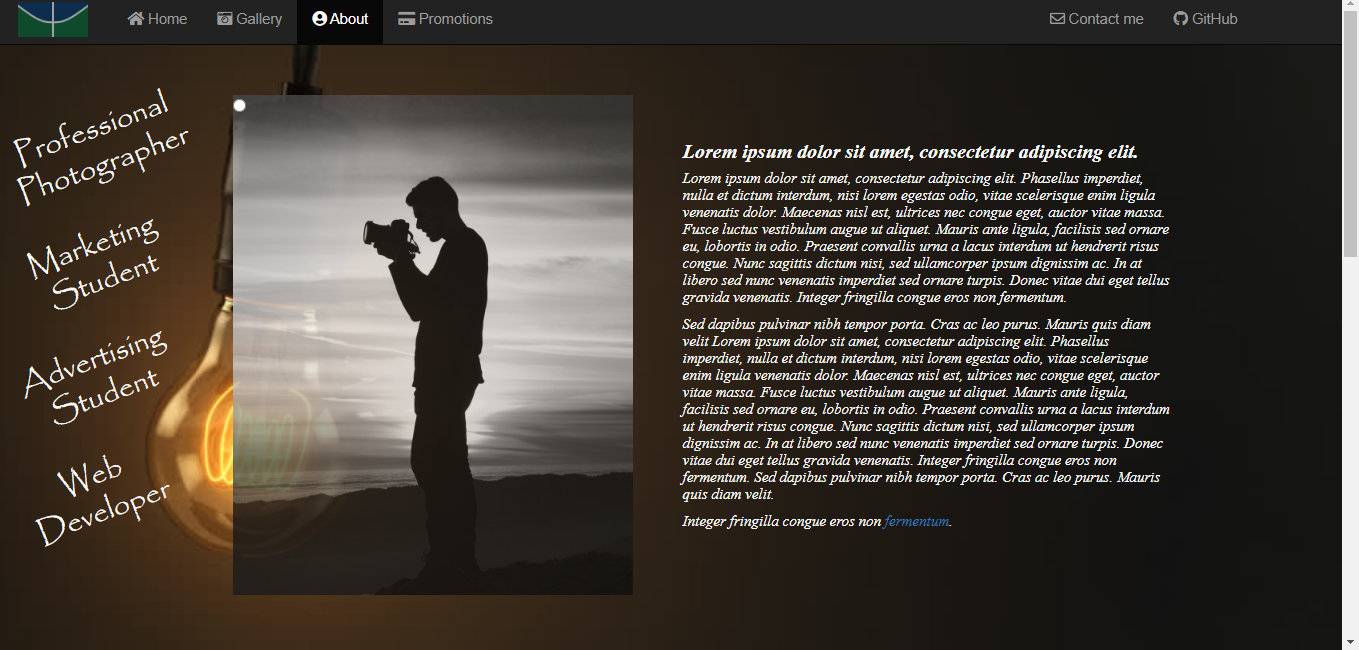 Home Gallery About Promotions Contact me GitHub
Professional
Photographer
Marketing
Student
Advertising
Student
Web
Developer
Lorem ipsum dolor sit amet, consectetur adipiscing elit.
Lorem ipsum dolor sit amet, consectetur adipiscing elit. Phasellus imperdiet,
nulla et dictum interdum, nisi lorem egestas odio, vitae scelerisque enim ligula
venenatis dolor. Maecenas nisl est, ultrices nec congue eget, auctor vitae massa.
Fusce luctus vestibulum augue ut aliquet. Mauris ante ligula, facilisis sed ornare
eu, lobortis in odio. Praesent convallis urna a lacus interdum ut hendrerit risus
congue. Nunc sagittis dictum nisi, sed ullamcorper ipsum dignissim ac. In at
libero sed nunc venenatis imperdiet sed ornare turpis. Donec vitae dui eget tellus
gravida venenatis. Integer fringilla congue eros non fermentum.
Sed dapibus pulvinar nibh tempor porta. Cras ac leo purus. Mauris quis diam
velit Lorem ipsum dolor sit amet, consectetur adipiscing elit. Phasellus
imperdiet, nulla et dictum interdum, nisi lorem egestas odio, vitae scelerisque
enim ligula venenatis dolor. Maecenas nisl est, ultrices nec congue eget, auctor
vitae massa. Fusce luctus vestibulum augue ut aliquet. Mauris ante ligula,
facilisis sed ornare eu, lobortis in odio. Praesent convallis urna a lacus interdum
ut hendrerit risus congue. Nunc sagittis dictum nisi, sed ullamcorper ipsum
dignissim ac. In at libero sed nunc venenatis imperdiet sed ornare turpis. Donec
vitae dui eget tellus gravida venenatis. Integer fringilla congue eros non
fermentum. Sed dapibus pulvinar nibh tempor porta. Cras ac leo purus. Mauris
quis diam velit.
Integer fringilla congue eros non fermentum.